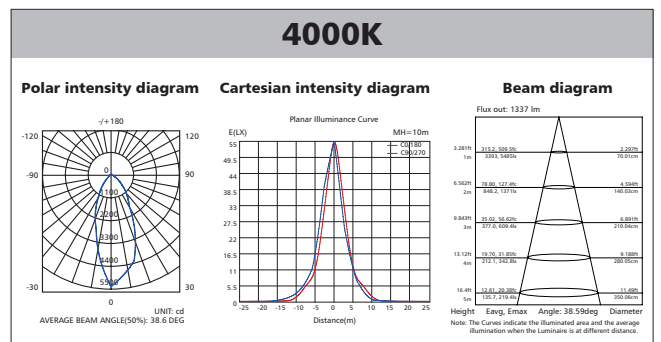 4000K
Polar intensity diagram
Cartesian intensity diagram
Beam diagram
-/+180
-120
120
-90
90
0
1100
2200
3300
4400
5500
-30
30
0
UNIT: cd
AVERAGE BEAM ANGLE(50%): 38.6 DEG
Planar Illuminance Curve
E(LX)
MH=10m
C0/180
C90/270
55
49.5
44
38.5
33
27.5
22
16.5
11
5.5
0
-25 -20 -15 -10 -5 0 5 10 15 20 25
Distance(m)
Flux out: 1337 lm
3.281ft 315.2, 509.5fc 2.297ft
1m 3393, 5485lx 70.01cm
6.562ft 78.80, 127.4fc 4.594ft
2m 848.2, 1371lx 140.03cm
9.843ft 35.02, 56.62fc 6.891ft
3m 377.0, 609.4lx 210.04cm
13.12ft 19.70, 31.85fc 9.188ft
4m 212.1, 342.8lx 280.05cm
16.4ft 12.61, 20.38fc 11.49ft
5m 135.7, 219.4lx 350.06cm
Height Eavg, Emax Angle: 38.59deg Diameter
Note: The Curves indicate the illuminated area and the average
illumination when the Luminaire is at different distance.